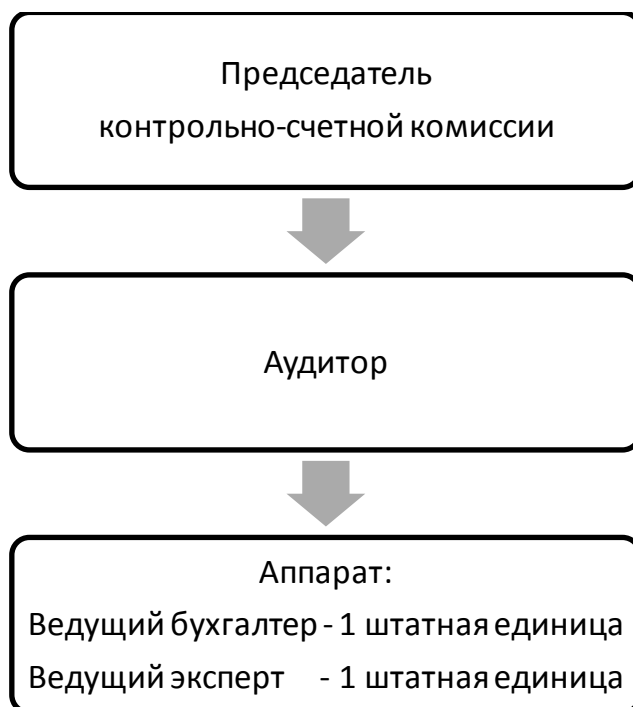 Председатель
контрольно-счетной комиссии
Аудитор
Аппарат:
Ведущий бухгалтер - 1 штатная единица
Ведущий эксперт - 1 штатная единица